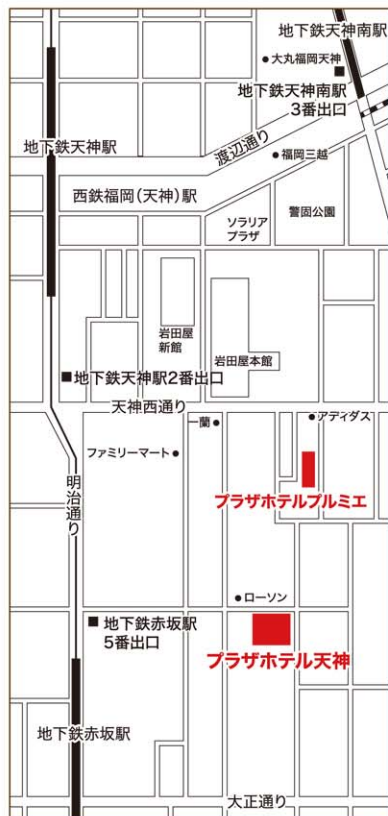 地下鉄天神南駅
大丸福岡天神
地下鉄天神南駅
3番出口
渡辺通り
地下鉄天神駅
福岡三越
西鉄福岡(天神)駅
警固公園
ソラリア
プラザ
岩田屋
新館
岩田屋本館
地下鉄天神駅2番出口
天神西通り
一蘭
アディダス
ファミリーマート
明治通り
プラザホテルプルミエ
ローソン
地下鉄赤坂駅
5番出口
プラザホテル天神
地下鉄赤坂駅
大正通り